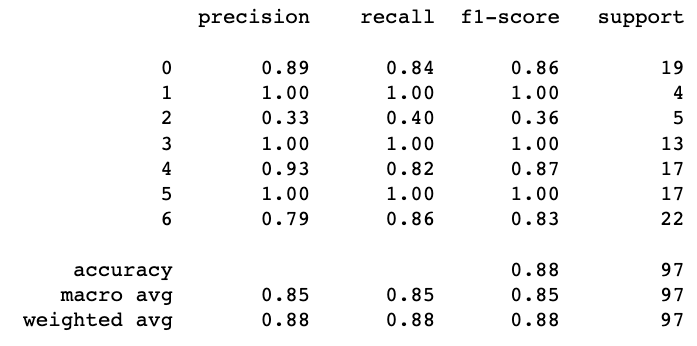 precision recall f1-score support
0 0.89 0.84 0.86 19
1 1.00 1.00 1.00 4
2 0.33 0.40 0.36 5
3 1.00 1.00 1.00 13
4 0.93 0.82 0.87 17
5 1.00 1.00 1.00 17
6 0.79 0.86 0.83 22
accuracy 0.88 97
macro avg 0.85 0.85 0.85 97
weighted avg 0.88 0.88 0.88 97